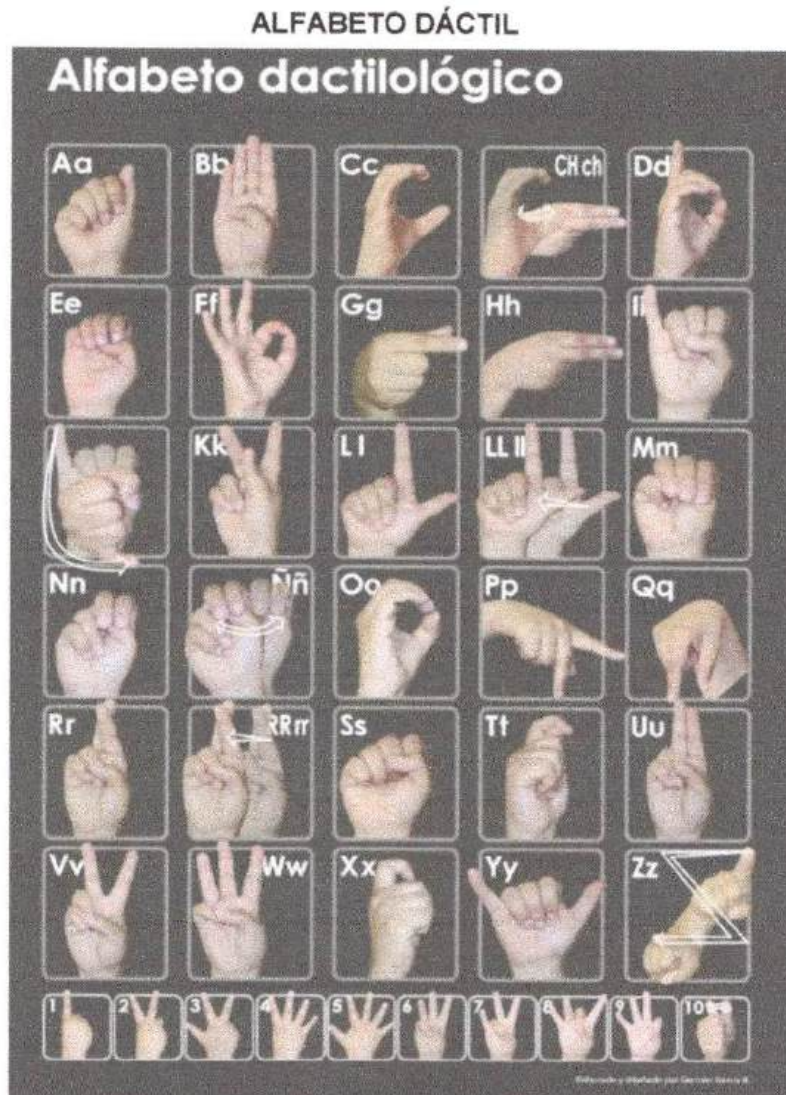 ALFABETO DÁCTIL
Alfabeto dactilológico
Aa Bb Cc CH ch Dd
Ee Ff Gg Hh Ii
Kk L l LL ll Mm
Nn Ññ Oo Pp Qq
Rr RR rr Ss Tt Uu
Vv Ww Xx Yy Zz
1 2 3 4 5 6 7 8 9 10
y diseñado por